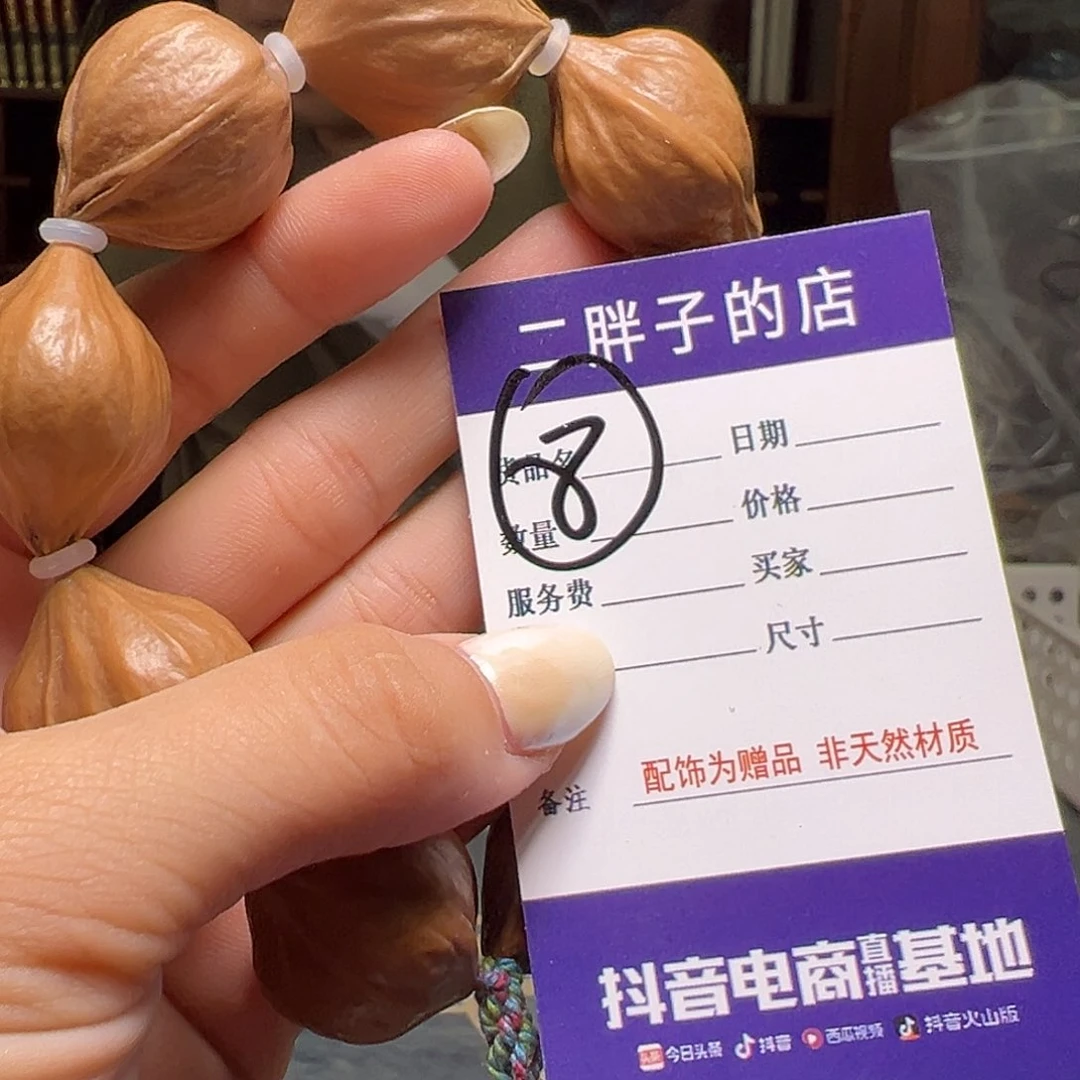 二胖子的店
8
货品名 日期
数量 价格
服务费 买家
尺寸
备注 配饰为赠品 非天然材质
抖音电商直播基地
头条 今日头条 抖音 西瓜视频 抖音火山版